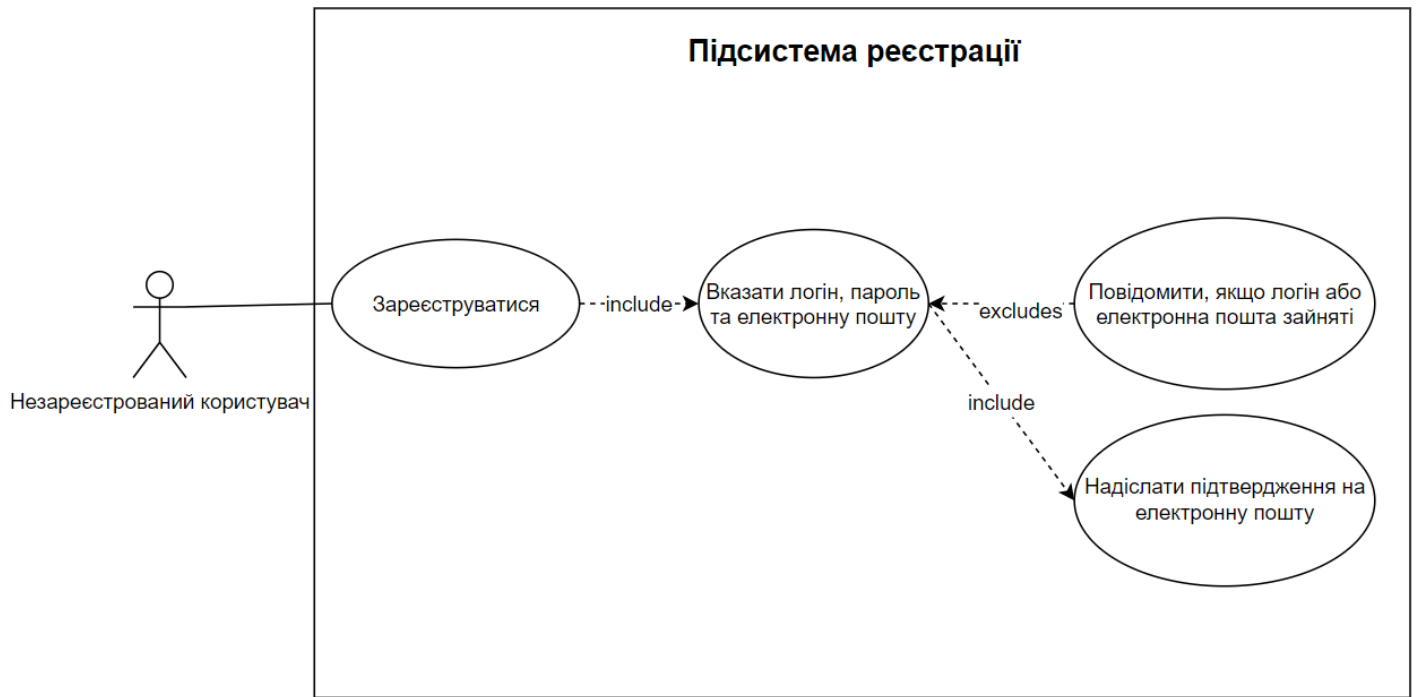 Підсистема реєстрації
Незареєстрований користувач
Зареєструватися
include
Вказати логін, пароль
та електронну пошту
excludes
Повідомити, якщо логін або
електронна пошта зайняті
include
Надіслати підтвердження на
електронну пошту